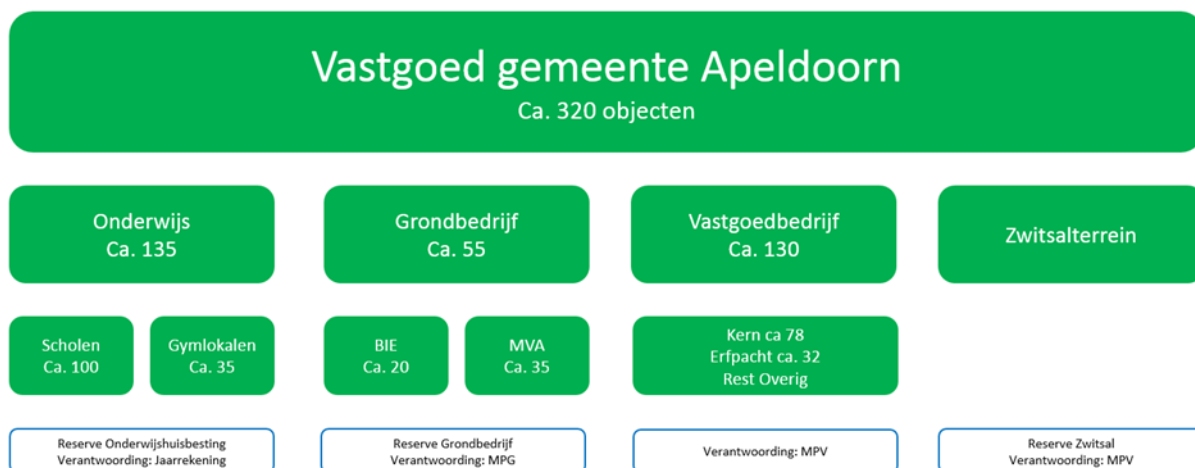 Vastgoed gemeente Apeldoorn
Ca. 320 objecten
Onderwijs
Ca. 135
Grondbedrijf
Ca. 55
Vastgoedbedrijf
Ca. 130
Zwitsalterrein
Scholen
Ca. 100
Gymlokalen
Ca. 35
BIE
Ca. 20
MVA
Ca. 35
Kern ca 78
Erfpacht ca. 32
Rest Overig
Reserve Onderwijshuisbesting
Verantwoording: Jaarrekening
Reserve Grondbedrijf
Verantwoording: MPG
Verantwoording: MPV
Reserve Zwitsal
Verantwoording: MPV